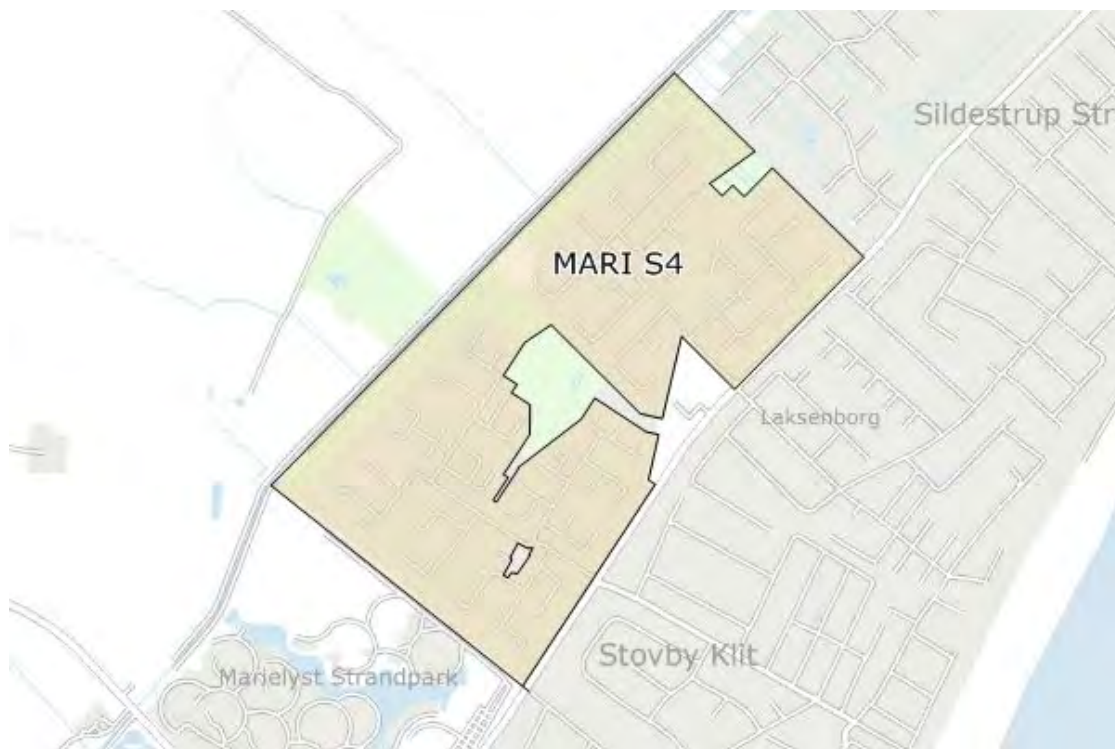 Sildestrup Str
MARI S4
Laksenborg
Stovby Klit
Marielyst Strandpark